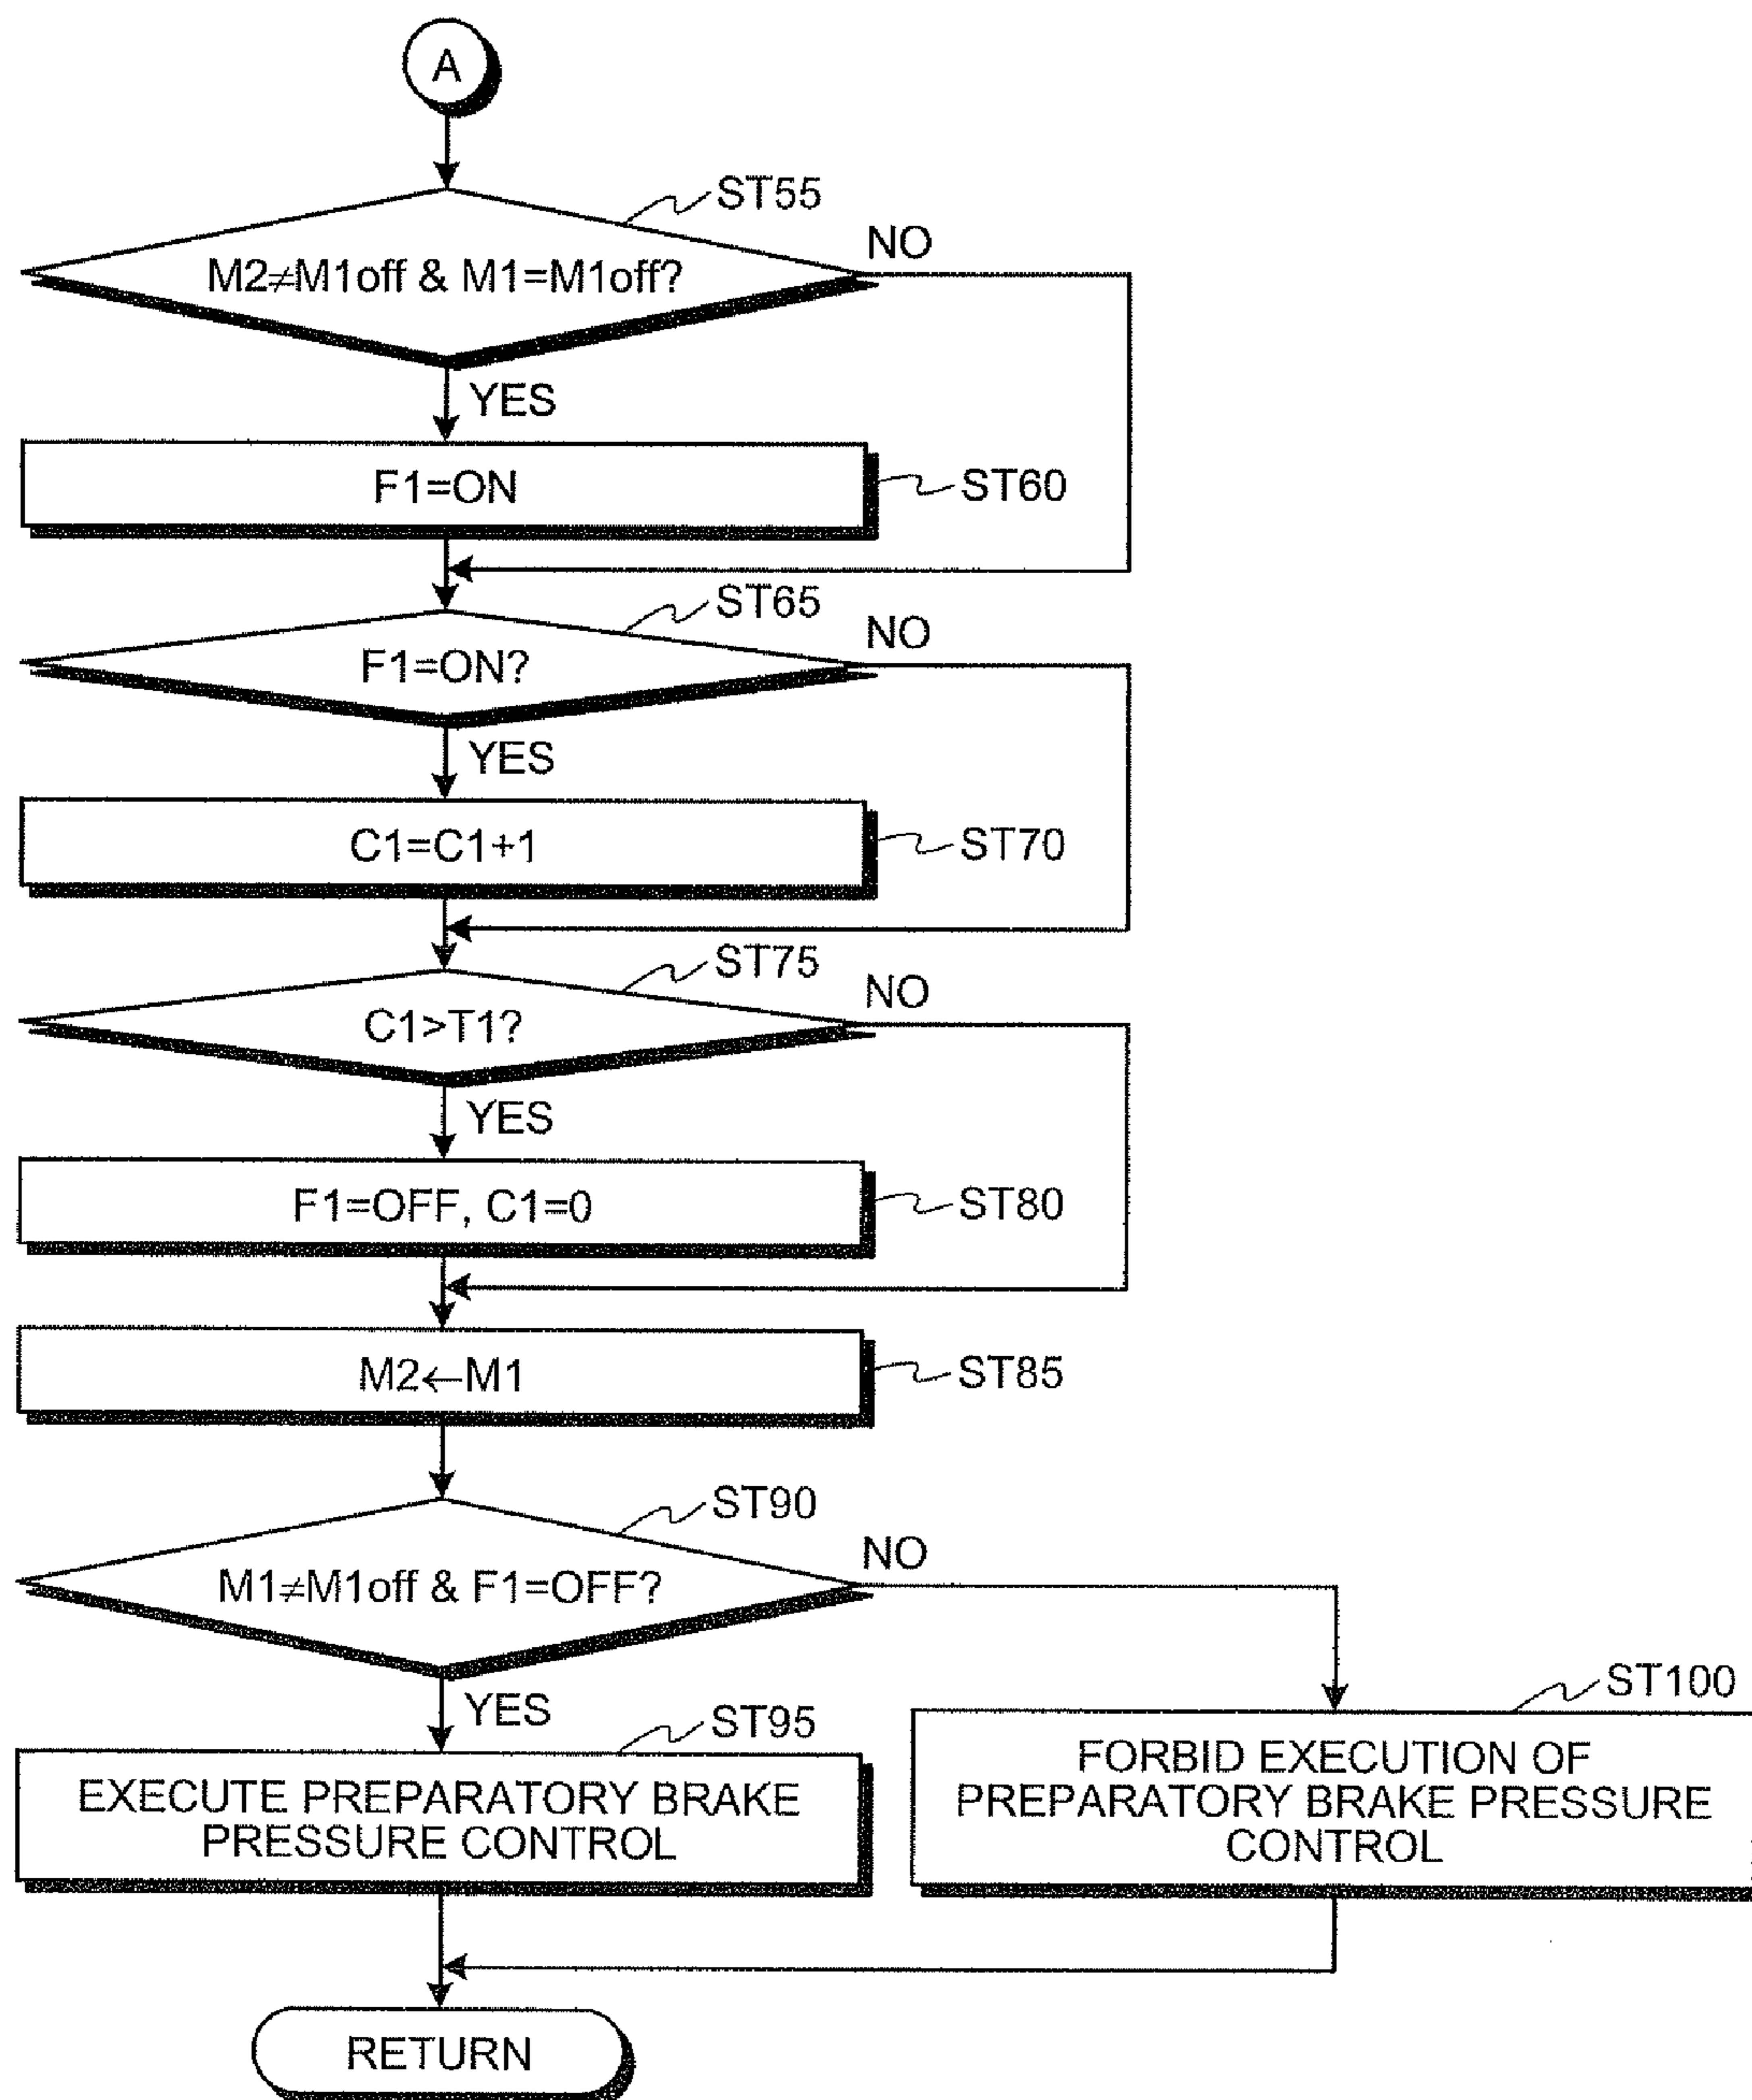 A
ST55
NO
M2≠M1off & M1=M1off?
YES
F1=ON
ST60
ST65
NO
F1=ON?
YES
C1=C1+1
ST70
ST75
NO
C1>T1?
YES
F1=OFF, C1=0
ST80
M2←M1
ST85
ST90
NO
M1≠M1off & F1=OFF?
YES
ST95
ST100
EXECUTE PREPARATORY BRAKE
PRESSURE CONTROL
FORBID EXECUTION OF
PREPARATORY BRAKE PRESSURE
CONTROL
RETURN